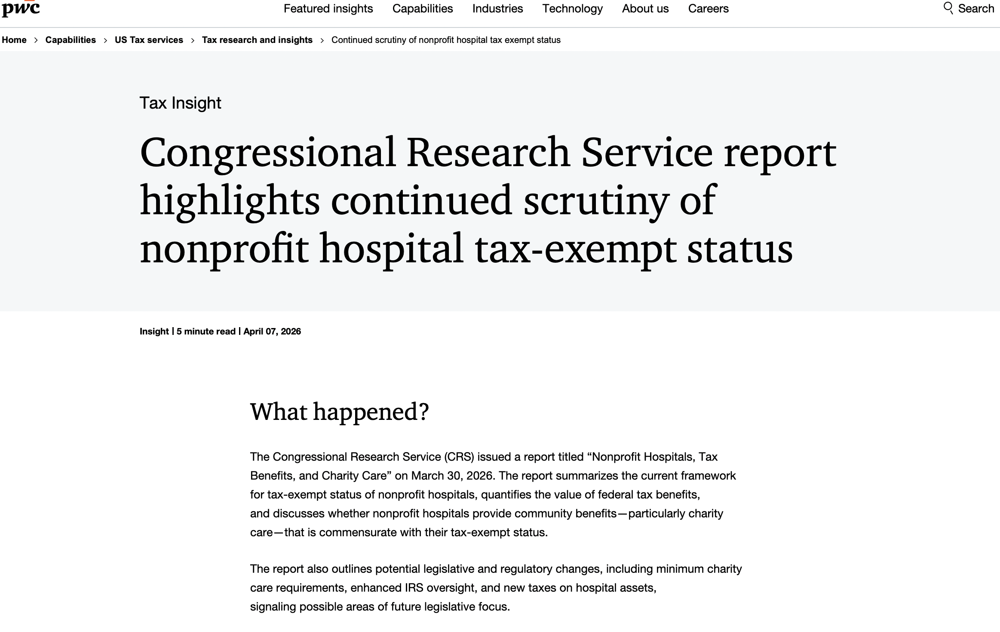 pwc
Featured insights Capabilities Industries Technology About us Careers Search
Home > Capabilities > US Tax services > Tax research and insights > Continued scrutiny of nonprofit hospital tax exempt status
Tax Insight
Congressional Research Service report
highlights continued scrutiny of
nonprofit hospital tax-exempt status
Insight | 5 minute read | April 07, 2026
What happened?
The Congressional Research Service (CRS) issued a report titled “Nonprofit Hospitals, Tax
Benefits, and Charity Care” on March 30, 2026. The report summarizes the current framework
for tax-exempt status of nonprofit hospitals, quantifies the value of federal tax benefits,
and discusses whether nonprofit hospitals provide community benefits—particularly charity
care—that is commensurate with their tax-exempt status.
The report also outlines potential legislative and regulatory changes, including minimum charity
care requirements, enhanced IRS oversight, and new taxes on hospital assets,
signaling possible areas of future legislative focus.